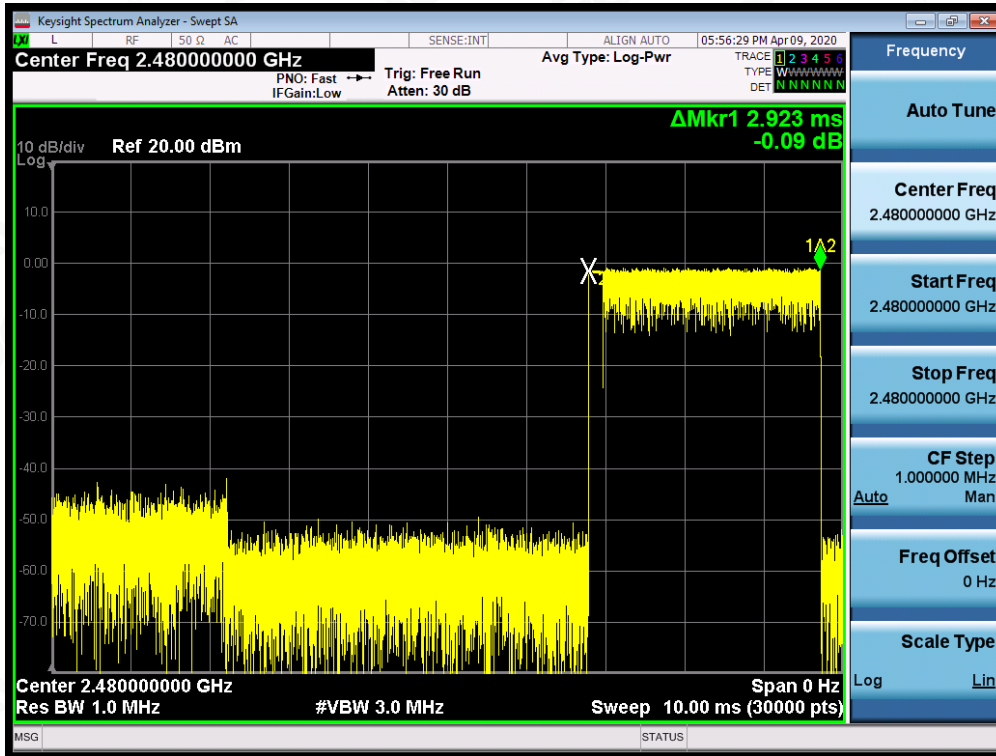 Keysight Spectrum Analyzer - Swept SA
LXI L RF 50 Ω AC SENSE:INT ALIGN AUTO 05:56:29 PM Apr 09, 2020
Center Freq 2.480000000 GHz
PNO: Fast
IFGain:Low
Trig: Free Run
Atten: 30 dB
Avg Type: Log-Pwr
TRACE 1 2 3 4 5 6
TYPE WWWWWWW
DET N N N N N N
ΔMkr1 2.923 ms
-0.09 dB
10 dB/div Ref 20.00 dBm
Log
10.0
0.00
-10.0
-20.0
-30.0
-40.0
-50.0
-60.0
-70.0
1Δ2
Center 2.480000000 GHz Span 0 Hz
Res BW 1.0 MHz #VBW 3.0 MHz Sweep 10.00 ms (30000 pts)
MSG STATUS
Frequency
Auto Tune
Center Freq
2.480000000 GHz
Start Freq
2.480000000 GHz
Stop Freq
2.480000000 GHz
CF Step
1.000000 MHz
Auto Man
Freq Offset
0 Hz
Scale Type
Log Lin